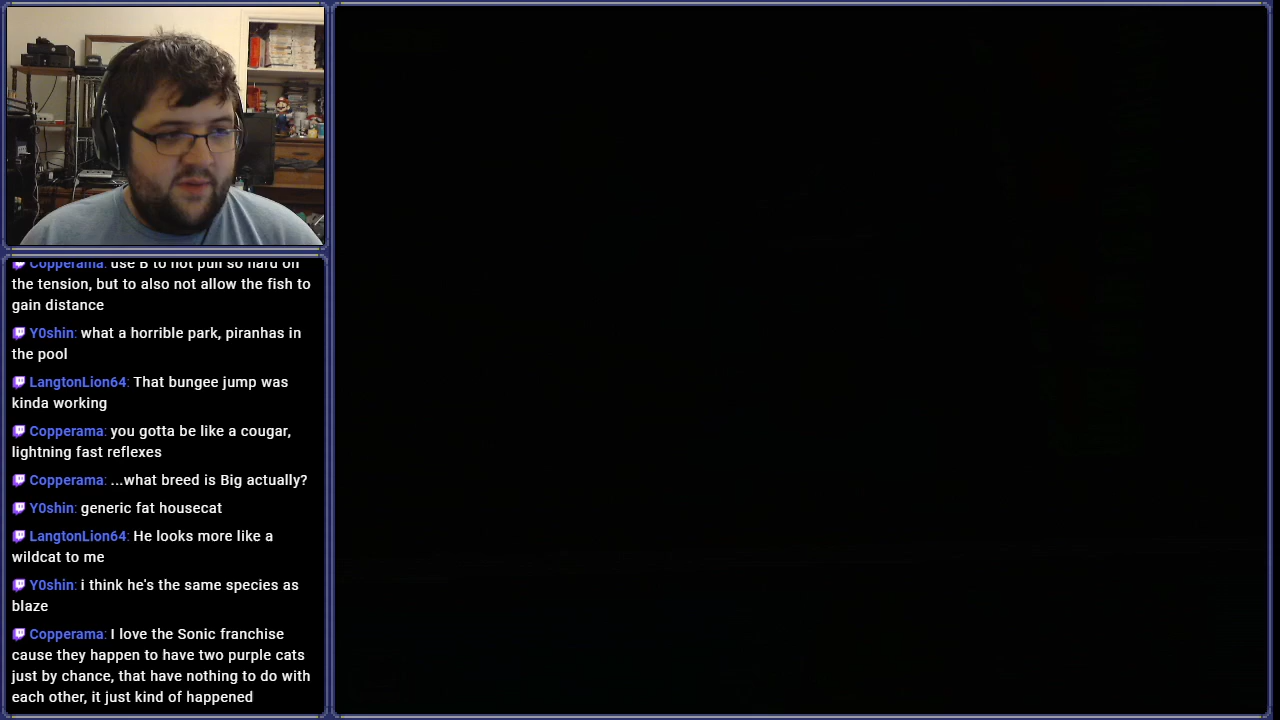 Copperama: use B to not pull so hard on
the tension, but to also not allow the fish to
gain distance
Y0shin: what a horrible park, piranhas in
the pool
LangtonLion64: That bungee jump was
kinda working
Copperama: you gotta be like a cougar,
lightning fast reflexes
Copperama: ...what breed is Big actually?
Y0shin: generic fat housecat
LangtonLion64: He looks more like a
wildcat to me
Y0shin: i think he's the same species as
blaze
Copperama: I love the Sonic franchise
cause they happen to have two purple cats
just by chance, that have nothing to do with
each other, it just kind of happened